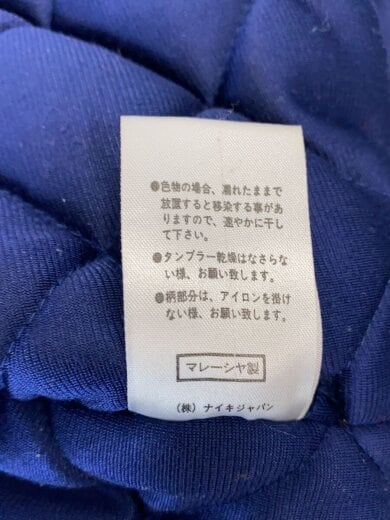 ●色物の場合、濡れたままで
放置すると移染する事があ
りますので、速やかに干し
て下さい。
●タンブラー乾燥はなさらな
い様、お願い致します。
●柄部分は、アイロンを掛け
ない様、お願い致します。
マレーシヤ製
(株) ナイキジャパン